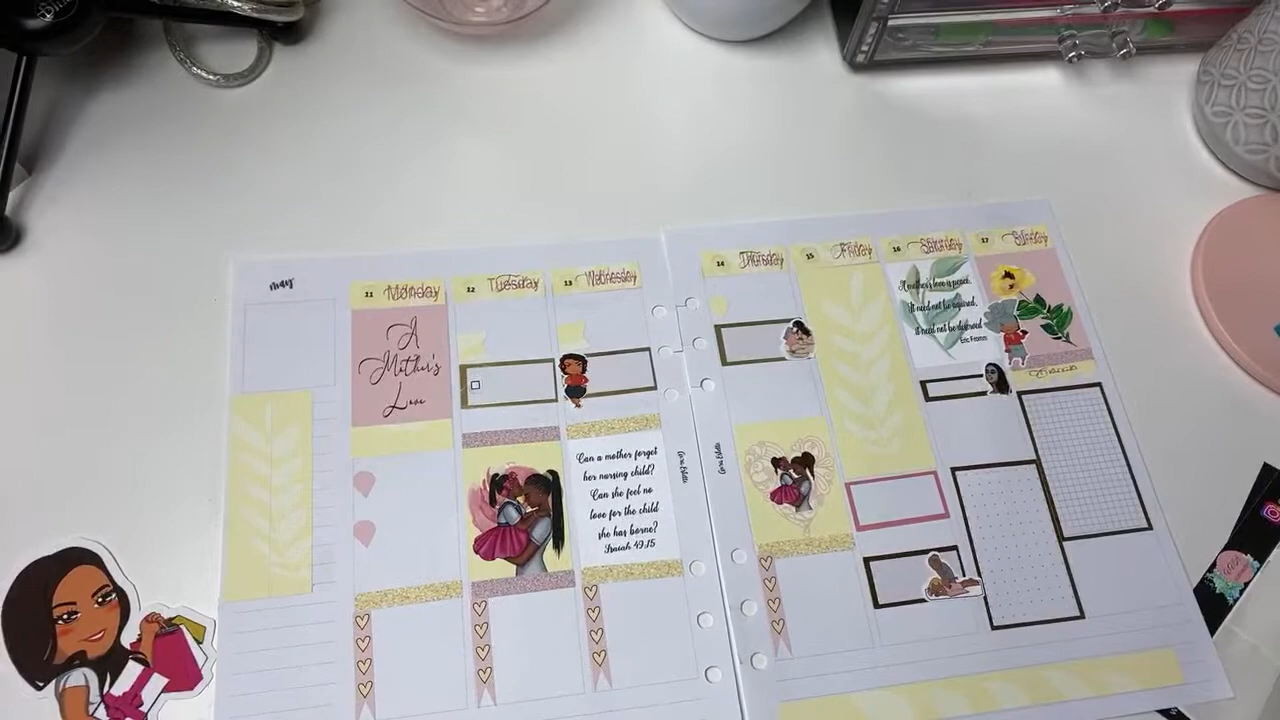 may
11 Monday
12 Tuesday
13 Wednesday
14 Thursday
15 Friday
16 Saturday
17 Sunday
A
Mother's
Love
Can a mother forget
her nursing child?
Can she feel no
love for the child
she has borne?
Isaiah 49:15
A mother's love is peace.
It need not be acquired,
it need not be deserved
Eric Fromm